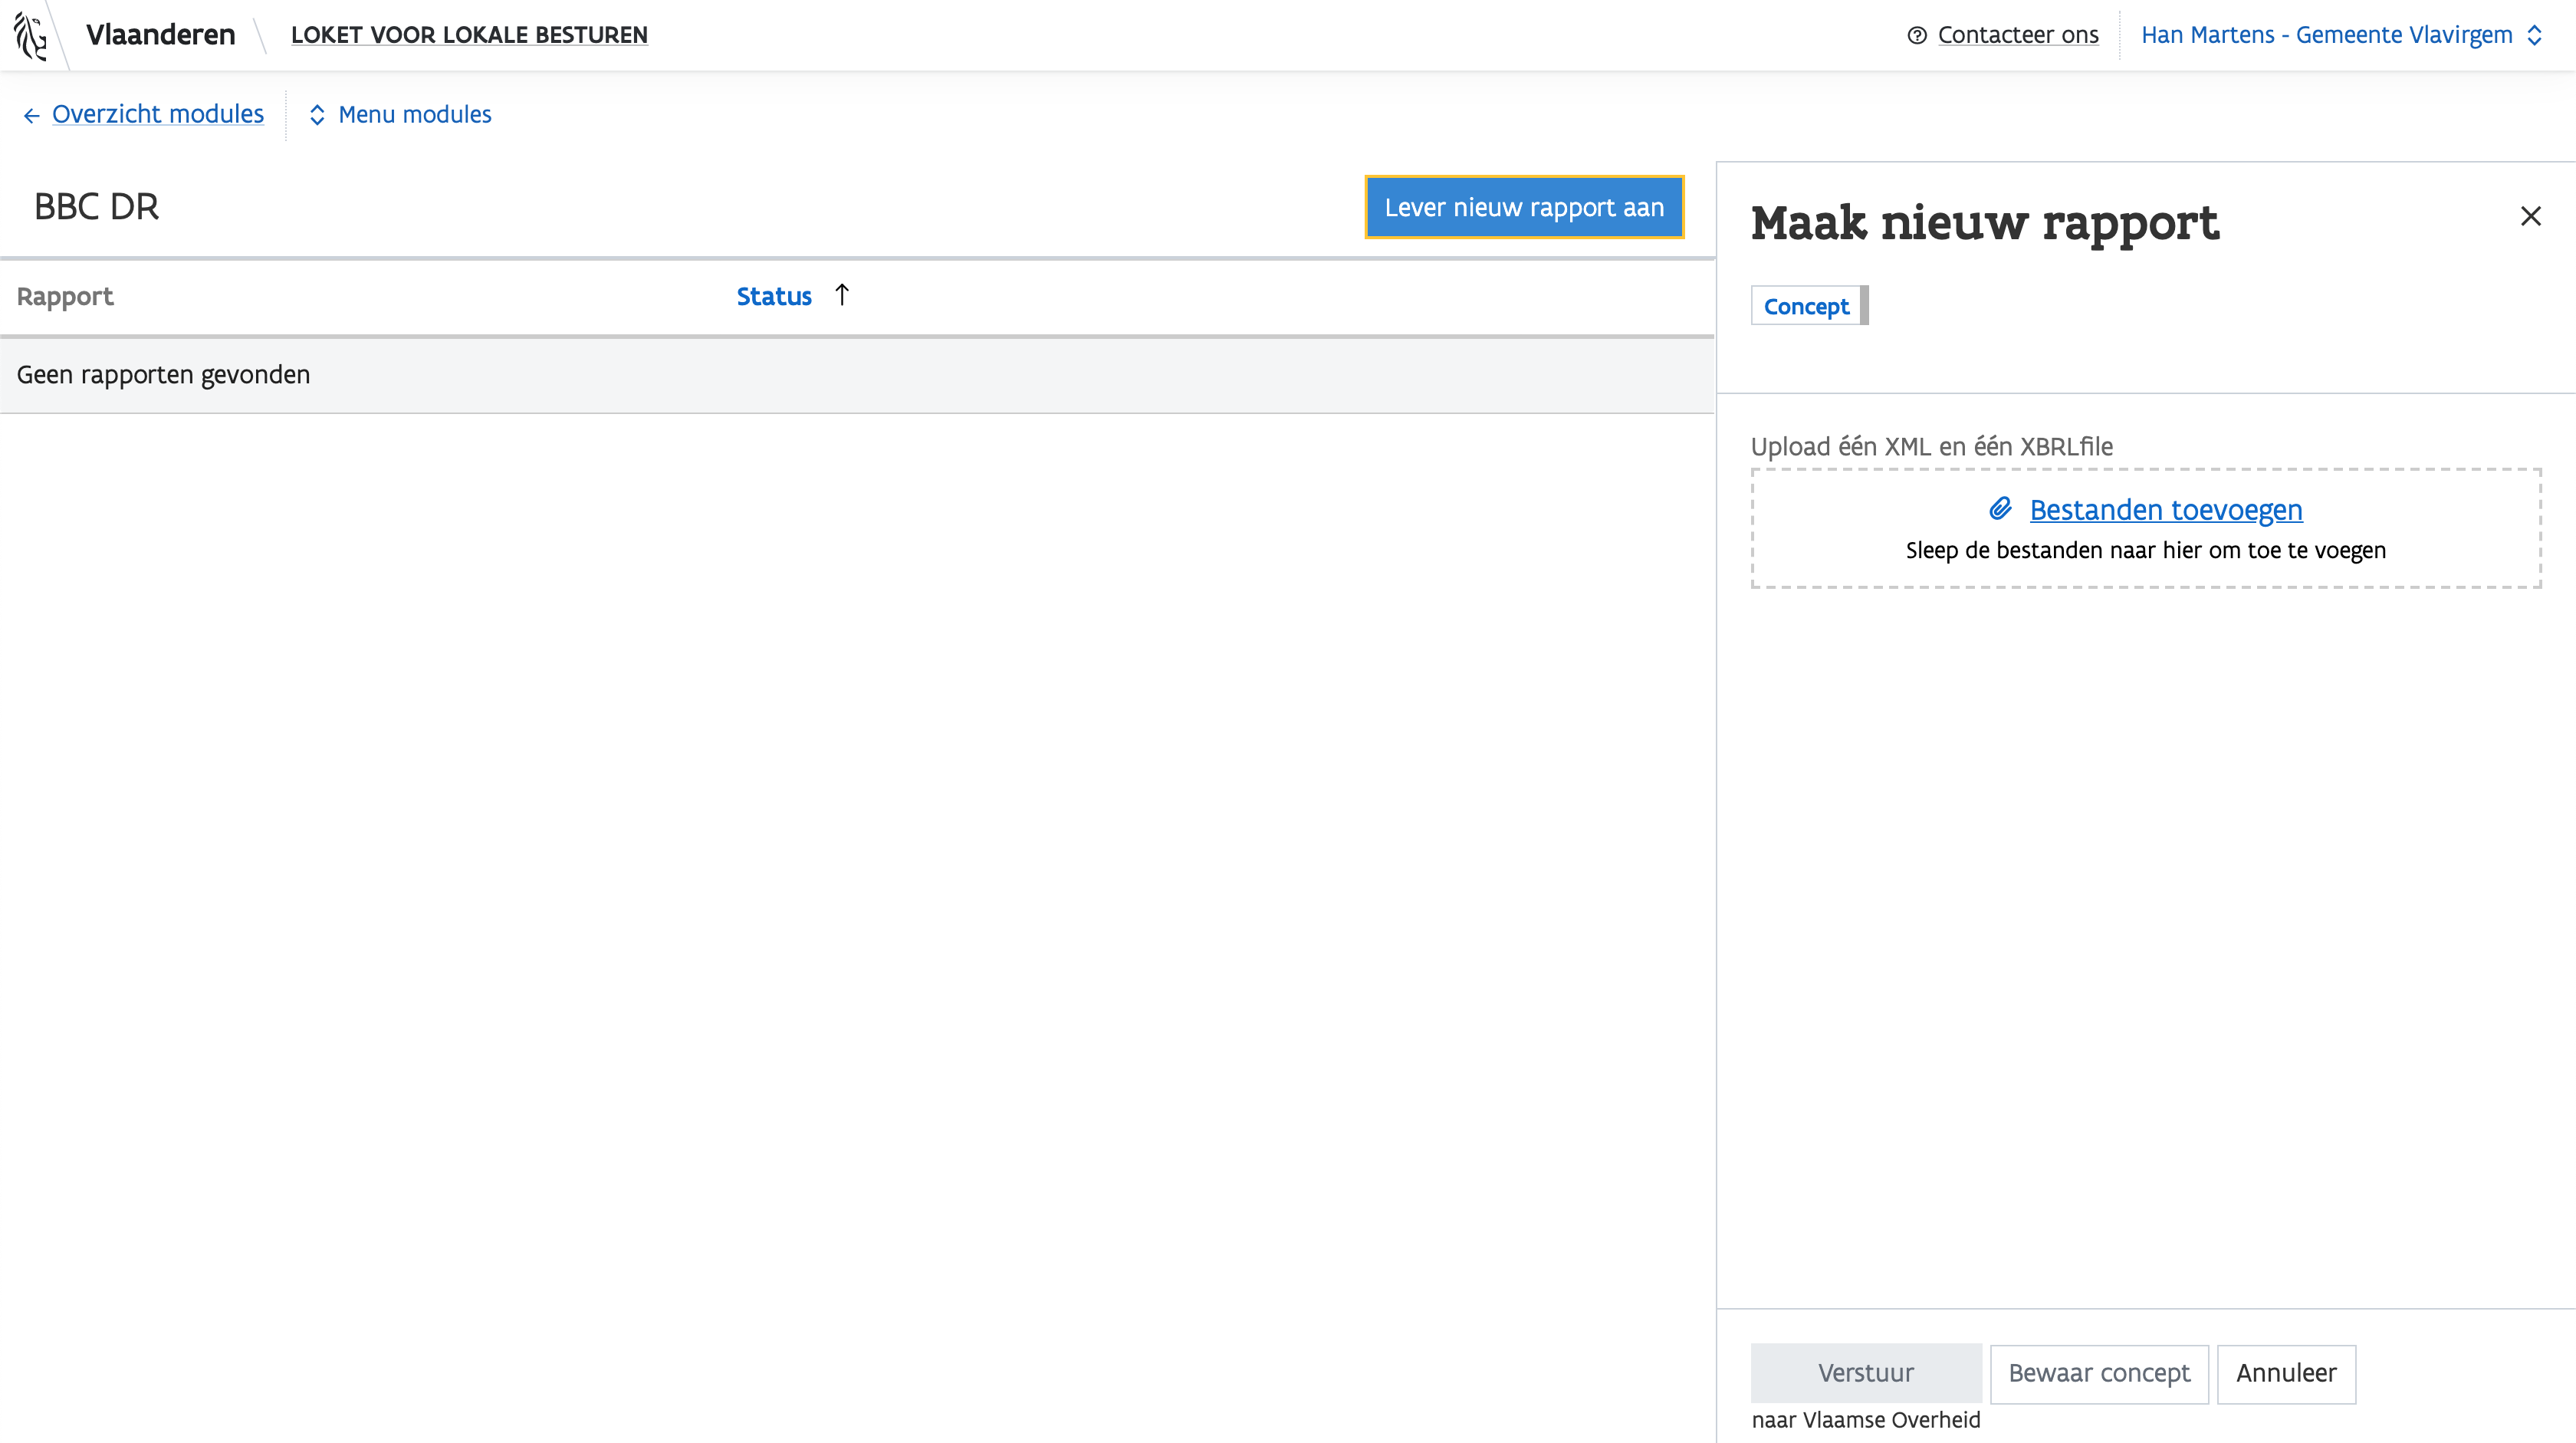 Vlaanderen
LOKET VOOR LOKALE BESTUREN
Contacteer ons
Han Martens - Gemeente Vlavirgem
Overzicht modules
Menu modules
BBC DR
Lever nieuw rapport aan
Rapport
Status
Geen rapporten gevonden
Maak nieuw rapport
Concept
Upload één XML en één XBRLfile
Bestanden toevoegen
Sleep de bestanden naar hier om toe te voegen
Verstuur
Bewaar concept
Annuleer
naar Vlaamse Overheid